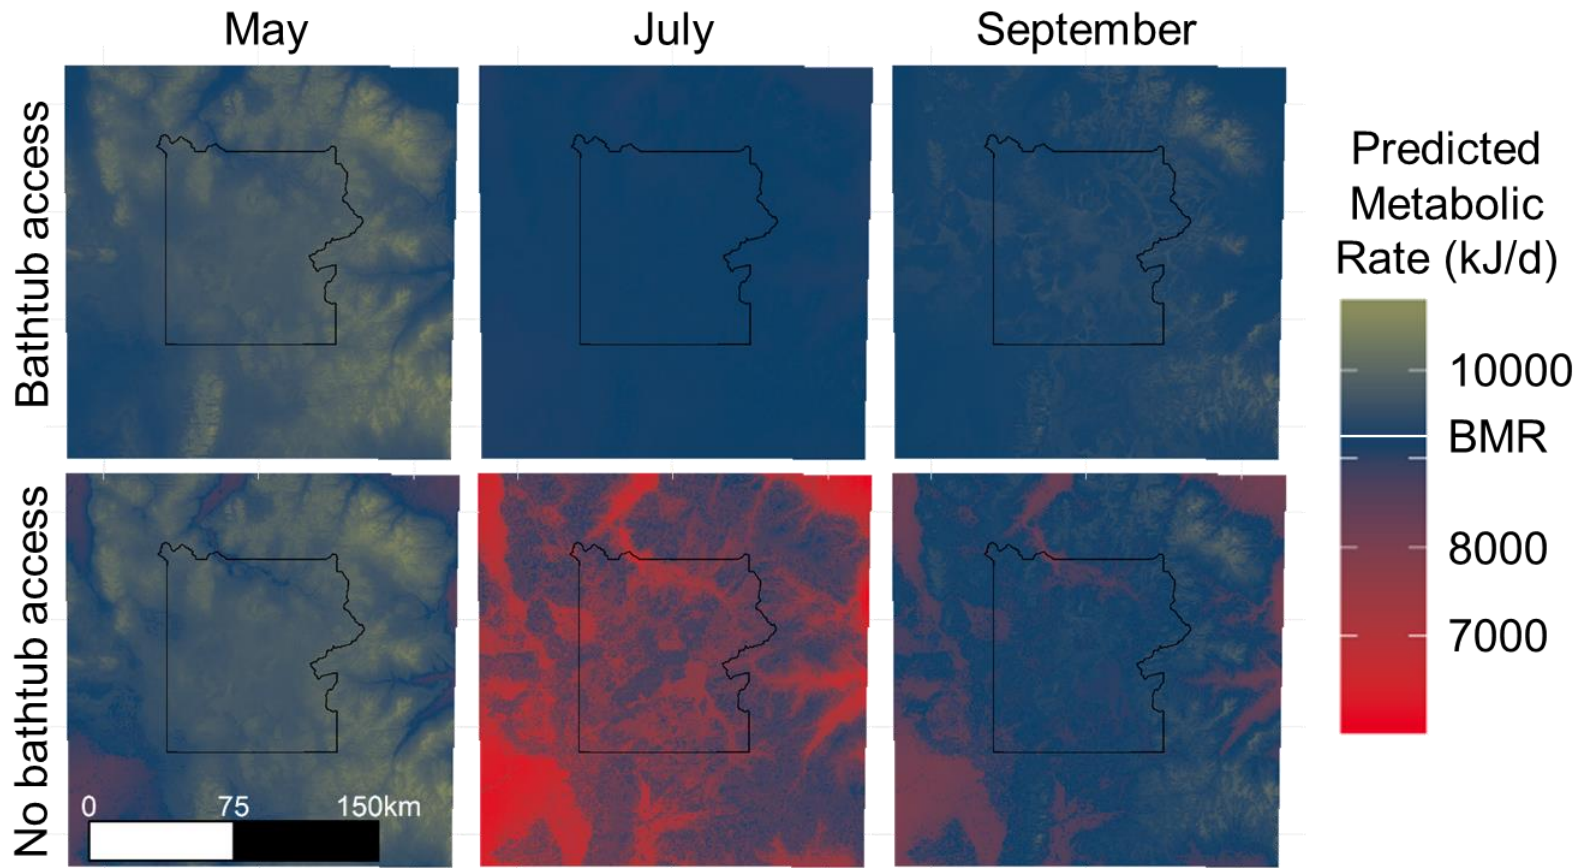 May
July
September
Bathtub access
No bathtub access
Predicted
Metabolic
Rate (kJ/d)
10000
BMR
8000
7000
0 75 150km